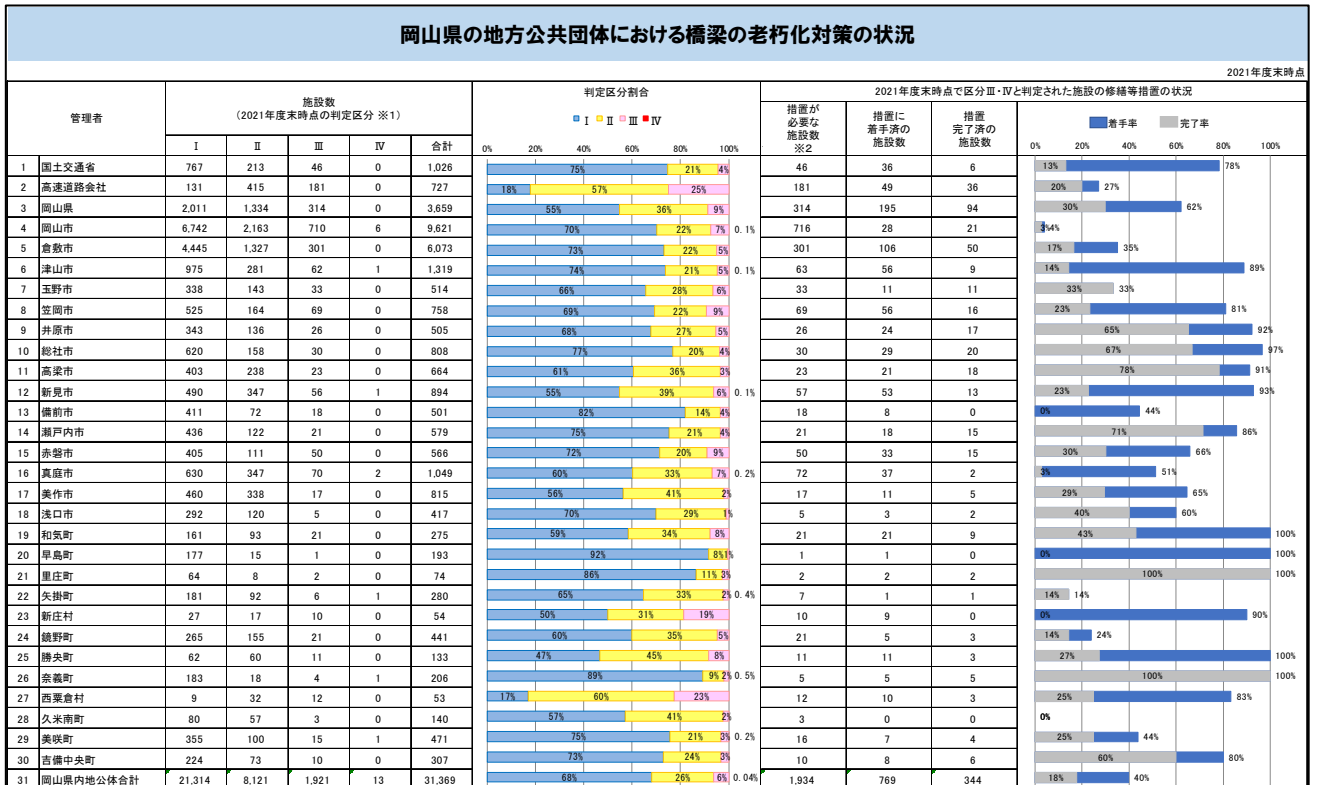 岡山県の地方公共団体における橋梁の老朽化対策の状況
2021年度末時点
管理者 施設数 (2021年度末時点の判定区分 ※1) 判定区分割合 2021年度末時点で区分Ⅲ・Ⅳと判定された施設の修繕等措置の状況
Ⅰ Ⅱ Ⅲ Ⅳ 合計 Ⅰ Ⅱ Ⅲ Ⅳ 措置が必要な施設数※2 措置に着手済の施設数 措置完了済の施設数 着手率 完了率
0% 20% 40% 60% 80% 100% 0% 20% 40% 60% 80% 100%
1 国土交通省 767 213 46 0 1,026 75% 21% 4% 46 36 6 13% 78%
2 高速道路会社 131 415 181 0 727 18% 57% 25% 181 49 36 20% 27%
3 岡山県 2,011 1,334 314 0 3,659 55% 36% 9% 314 195 94 30% 62%
4 岡山市 6,742 2,163 710 6 9,621 70% 22% 7% 0.1% 716 28 21 3% 4%
5 倉敷市 4,445 1,327 301 0 6,073 73% 22% 5% 301 106 50 17% 35%
6 津山市 975 281 62 1 1,319 74% 21% 5% 0.1% 63 56 9 14% 89%
7 玉野市 338 143 33 0 514 66% 28% 6% 33 11 11 33% 33%
8 笠岡市 525 164 69 0 758 69% 22% 9% 69 56 16 23% 81%
9 井原市 343 136 26 0 505 68% 27% 5% 26 24 17 65% 92%
10 総社市 620 158 30 0 808 77% 20% 4% 30 29 20 67% 97%
11 高梁市 403 238 23 0 664 61% 36% 3% 23 21 18 78% 91%
12 新見市 490 347 56 1 894 55% 39% 6% 0.1% 57 53 13 23% 93%
13 備前市 411 72 18 0 501 82% 14% 4% 18 8 0 0% 44%
14 瀬戸内市 436 122 21 0 579 75% 21% 4% 21 18 15 71% 86%
15 赤磐市 405 111 50 0 566 72% 20% 9% 50 33 15 30% 66%
16 真庭市 630 347 70 2 1,049 60% 33% 7% 0.2% 72 37 2 3% 51%
17 美作市 460 338 17 0 815 56% 41% 2% 17 11 5 29% 65%
18 浅口市 292 120 5 0 417 70% 29% 1% 5 3 2 40% 60%
19 和気町 161 93 21 0 275 59% 34% 8% 21 21 9 43% 100%
20 早島町 177 15 1 0 193 92% 8% 1% 1 1 0 0% 100%
21 里庄町 64 8 2 0 74 86% 11% 3% 2 2 2 100% 100%
22 矢掛町 181 92 6 1 280 65% 33% 2% 0.4% 7 1 1 14% 14%
23 新庄村 27 17 10 0 54 50% 31% 19% 10 9 0 0% 90%
24 鏡野町 265 155 21 0 441 60% 35% 5% 21 5 3 14% 24%
25 勝央町 62 60 11 0 133 47% 45% 8% 11 11 3 27% 100%
26 奈義町 183 18 4 1 206 89% 9% 2% 0.5% 5 5 5 100% 100%
27 西粟倉村 9 32 12 0 53 17% 60% 23% 12 10 3 25% 83%
28 久米南町 80 57 3 0 140 57% 41% 2% 3 0 0 0%
29 美咲町 355 100 15 1 471 75% 21% 3% 0.2% 16 7 4 25% 44%
30 吉備中央町 224 73 10 0 307 73% 24% 3% 10 8 6 60% 80%
31 岡山県内地公体合計 21,314 8,121 1,921 13 31,369 68% 26% 6% 0.04% 1,934 769 344 18% 40%